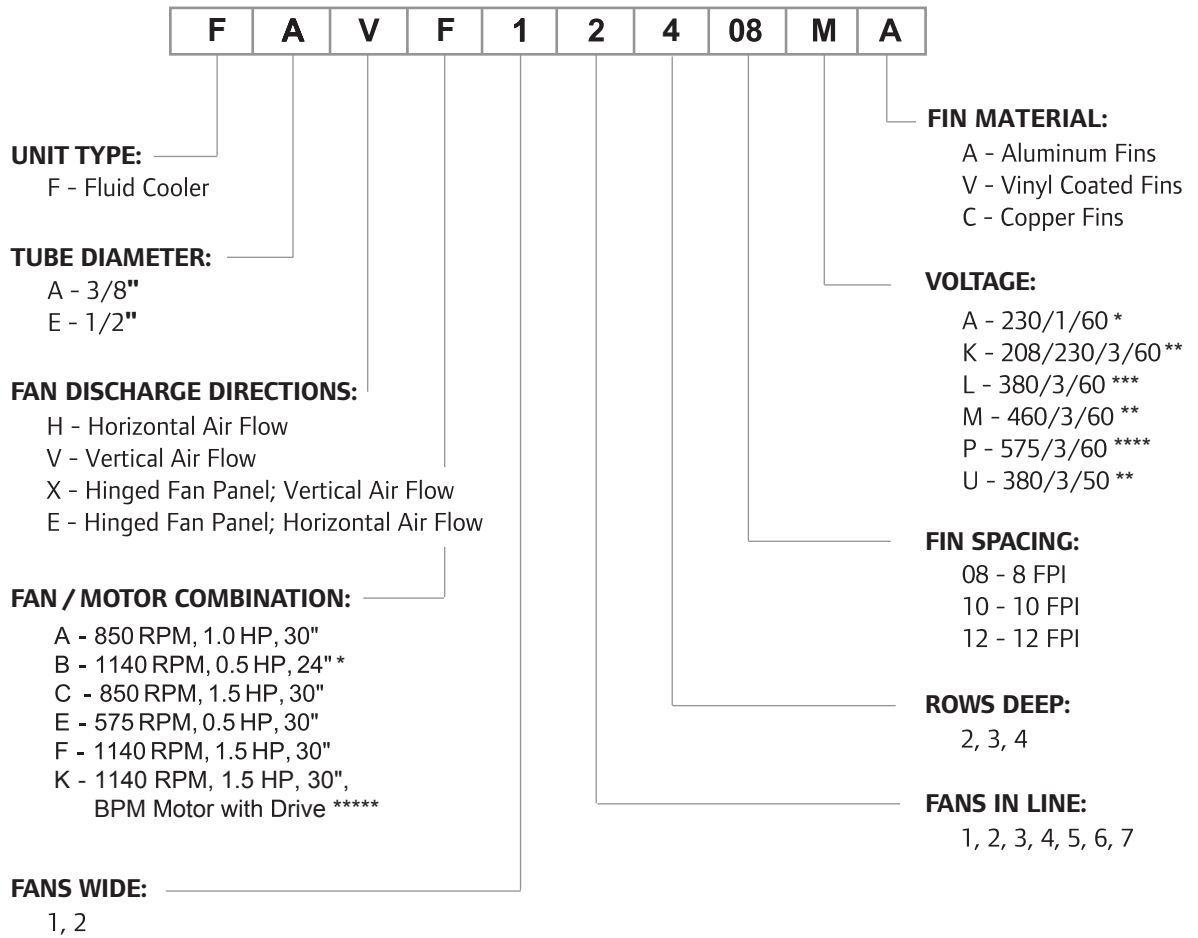 F A V F 1 2 4 08 M A
UNIT TYPE:
F - Fluid Cooler
TUBE DIAMETER:
A - 3/8"
E - 1/2"
FAN DISCHARGE DIRECTIONS:
H - Horizontal Air Flow
V - Vertical Air Flow
X - Hinged Fan Panel; Vertical Air Flow
E - Hinged Fan Panel; Horizontal Air Flow
FAN / MOTOR COMBINATION:
A - 850 RPM, 1.0 HP, 30"
B - 1140 RPM, 0.5 HP, 24" *
C - 850 RPM, 1.5 HP, 30"
E - 575 RPM, 0.5 HP, 30"
F - 1140 RPM, 1.5 HP, 30"
K - 1140 RPM, 1.5 HP, 30",
BPM Motor with Drive *****
FANS WIDE:
1, 2
FIN MATERIAL:
A - Aluminum Fins
V - Vinyl Coated Fins
C - Copper Fins
VOLTAGE:
A - 230/1/60 *
K - 208/230/3/60 **
L - 380/3/60 ***
M - 460/3/60 **
P - 575/3/60 ****
U - 380/3/50 **
FIN SPACING:
08 - 8 FPI
10 - 10 FPI
12 - 12 FPI
ROWS DEEP:
2, 3, 4
FANS IN LINE:
1, 2, 3, 4, 5, 6, 7